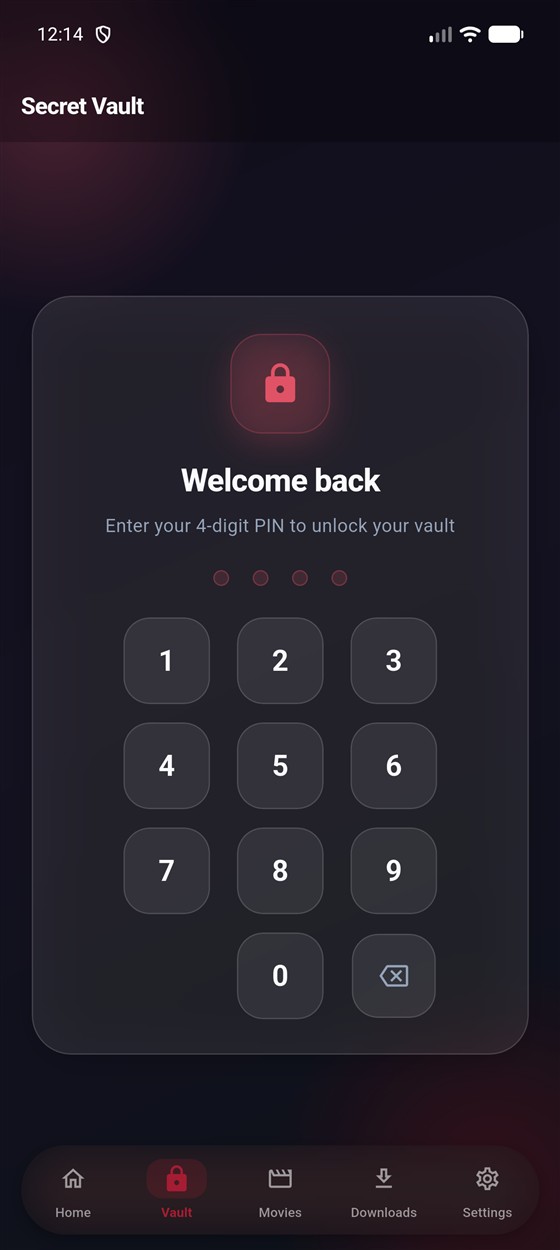 12:14
Secret Vault
Welcome back
Enter your 4-digit PIN to unlock your vault
1 2 3
4 5 6
7 8 9
0
Home Vault Movies Downloads Settings